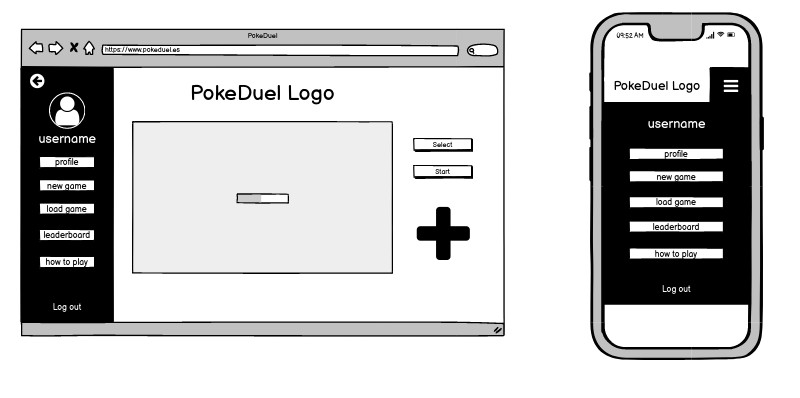 PokeDuel
https://www.pokeduel.es
PokeDuel Logo
username
profile
new game
load game
leaderboard
how to play
Log out
Select
Start
09:52 AM
PokeDuel Logo
username
profile
new game
load game
leaderboard
how to play
Log out